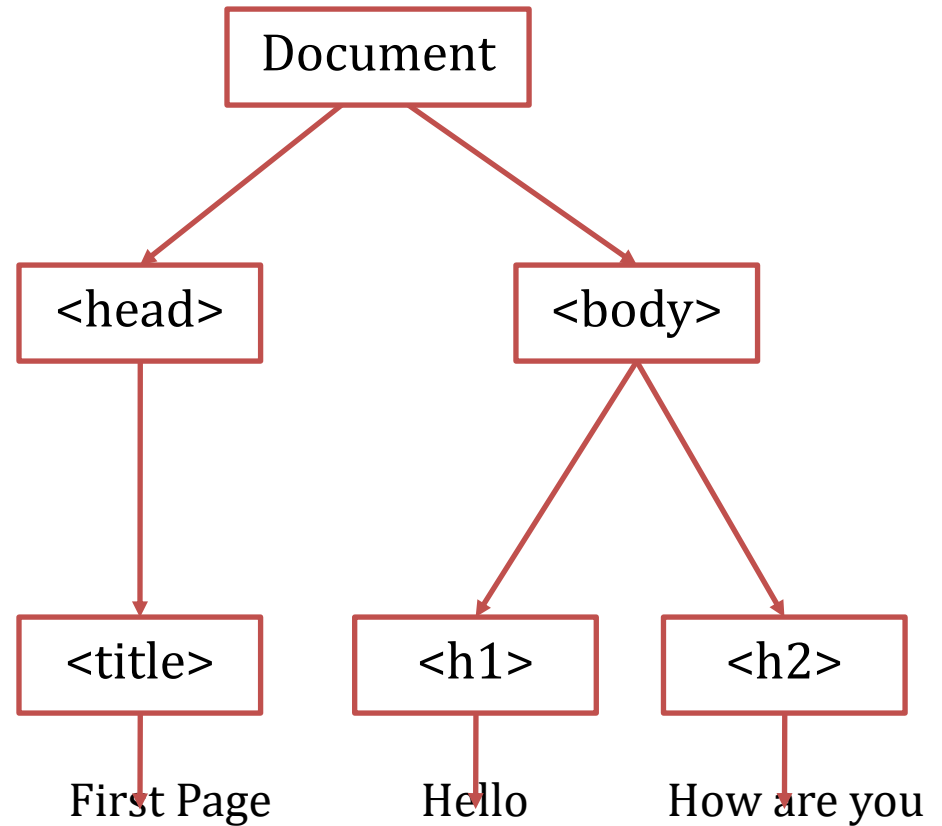 Document
<head>
<body>
<title>
<h1>
<h2>
First Page
Hello
How are you